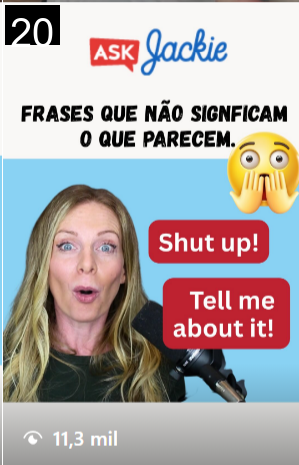 20
ASK Jackie
FRASES QUE NÃO SIGNFICAM
O QUE PARECEM.
Shut up!
Tell me
about it!
11,3 mil